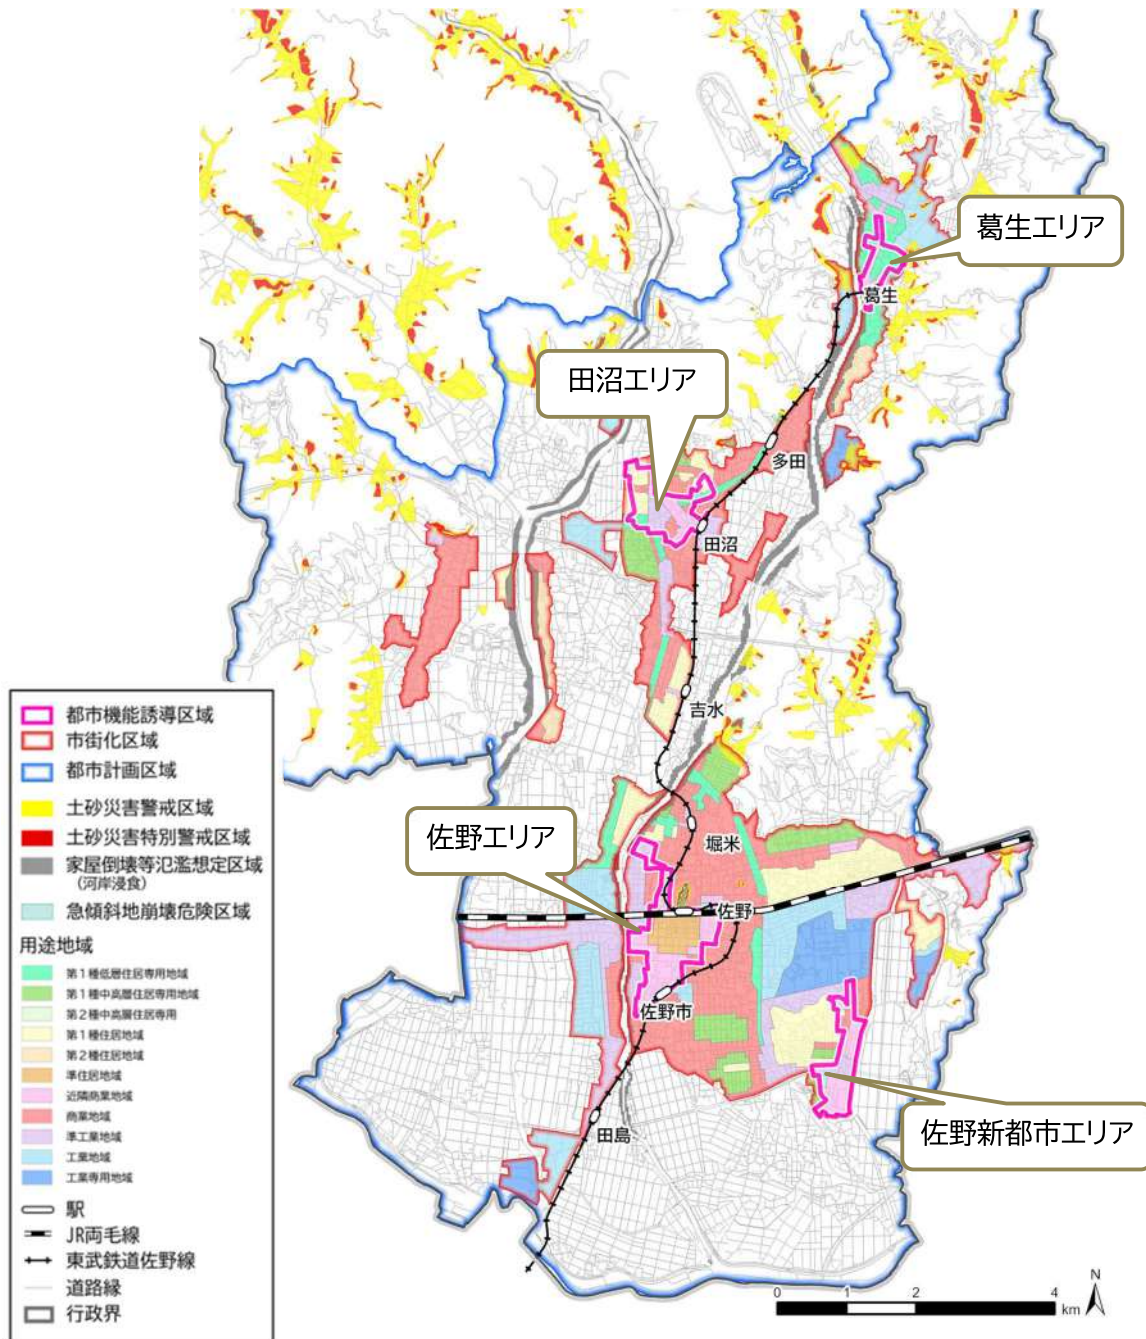 葛生エリア
葛生
田沼エリア
多田
田沼
吉水
佐野エリア
堀米
佐野
佐野市
田島
佐野新都市エリア
都市機能誘導区域
市街化区域
都市計画区域
土砂災害警戒区域
土砂災害特別警戒区域
家屋倒壊等氾濫想定区域
(河岸浸食)
急傾斜地崩壊危険区域
用途地域
第1種低層住居専用地域
第1種中高層住居専用地域
第2種中高層住居専用
第1種住居地域
第2種住居地域
準住居地域
近隣商業地域
商業地域
準工業地域
工業地域
工業専用地域
駅
JR両毛線
東武鉄道佐野線
道路縁
行政界
N
0 1 2 4
km